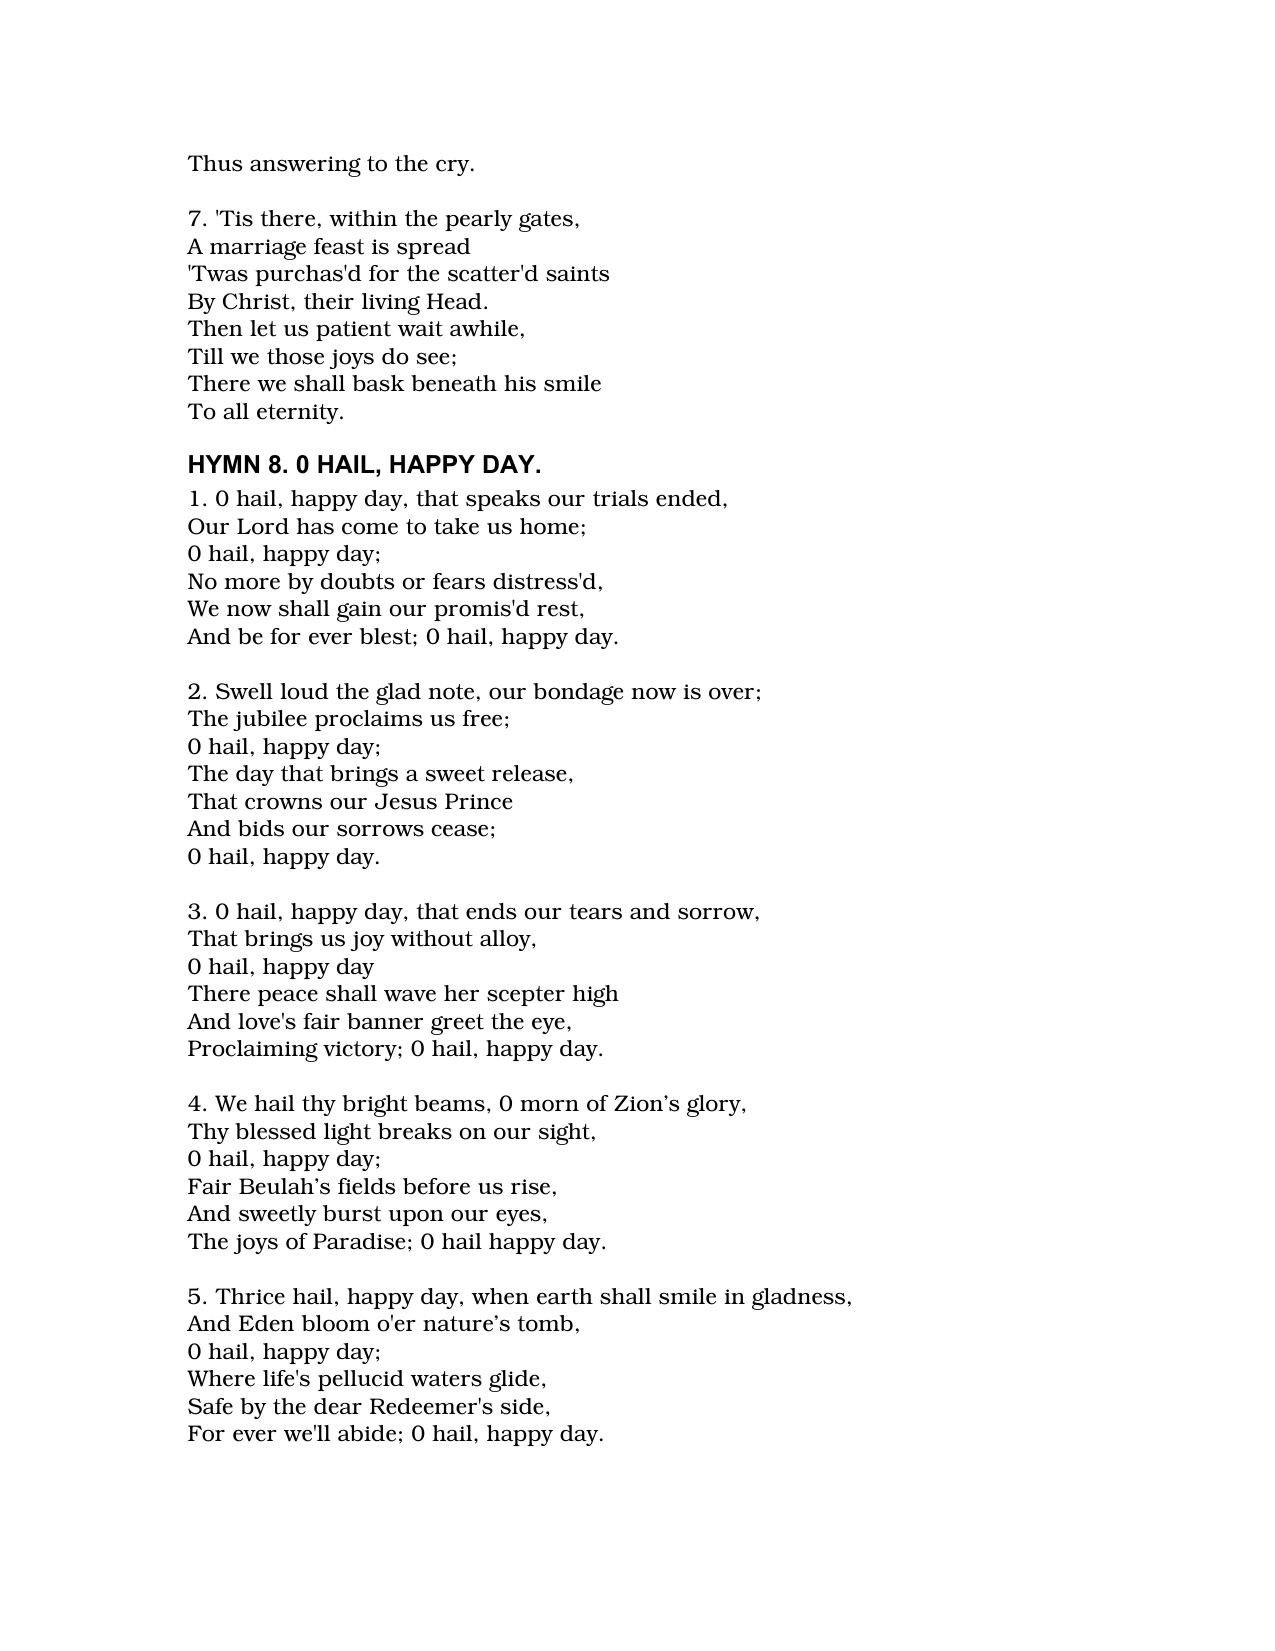 Thus answering to the cry.
7. 'Tis there, within the pearly gates,
A marriage feast is spread
'Twas purchas'd for the scatter'd saints
By Christ, their living Head.
Then let us patient wait awhile,
Till we those joys do see;
There we shall bask beneath his smile
To all eternity.
HYMN 8. 0 HAIL, HAPPY DAY.
1. 0 hail, happy day, that speaks our trials ended,
Our Lord has come to take us home;
0 hail, happy day;
No more by doubts or fears distress'd,
We now shall gain our promis'd rest,
And be for ever blest; 0 hail, happy day.
2. Swell loud the glad note, our bondage now is over;
The jubilee proclaims us free;
0 hail, happy day;
The day that brings a sweet release,
That crowns our Jesus Prince
And bids our sorrows cease;
0 hail, happy day.
3. 0 hail, happy day, that ends our tears and sorrow,
That brings us joy without alloy,
0 hail, happy day
There peace shall wave her scepter high
And love's fair banner greet the eye,
Proclaiming victory; 0 hail, happy day.
4. We hail thy bright beams, 0 morn of Zion’s glory,
Thy blessed light breaks on our sight,
0 hail, happy day;
Fair Beulah’s fields before us rise,
And sweetly burst upon our eyes,
The joys of Paradise; 0 hail happy day.
5. Thrice hail, happy day, when earth shall smile in gladness,
And Eden bloom o'er nature’s tomb,
0 hail, happy day;
Where life's pellucid waters glide,
Safe by the dear Redeemer's side,
For ever we'll abide; 0 hail, happy day.